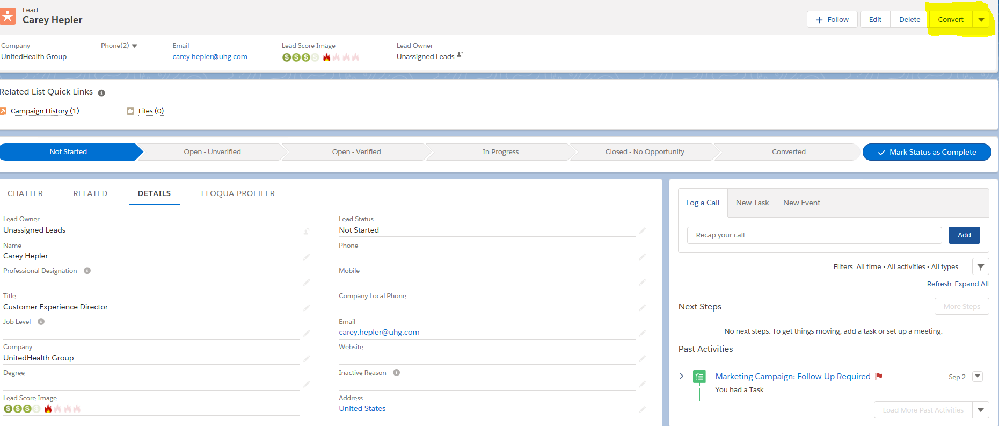 Lead
Carey Hepler
Follow Edit Delete Convert
Company Phone(2) Email Lead Score Image Lead Owner
UnitedHealth Group carey.hepler@uhg.com Unassigned Leads
Related List Quick Links
Campaign History (1) Files (0)
Not Started Open - Unverified Open - Verified In Progress Closed - No Opportunity Converted Mark Status as Complete
CHATTER RELATED DETAILS ELOQUA PROFILER
Lead Owner
Unassigned Leads
Name
Carey Hepler
Professional Designation
Title
Customer Experience Director
Job Level
Company
UnitedHealth Group
Degree
Lead Score Image
Lead Status
Not Started
Phone
Mobile
Company Local Phone
Email
carey.hepler@uhg.com
Website
Inactive Reason
Address
United States
Log a Call New Task New Event
Recap your call... Add
Filters: All time • All activities • All types
Refresh Expand All
Next Steps More Steps
No next steps. To get things moving, add a task or set up a meeting.
Past Activities
Marketing Campaign: Follow-Up Required Sep 2
You had a Task
Load More Past Activities